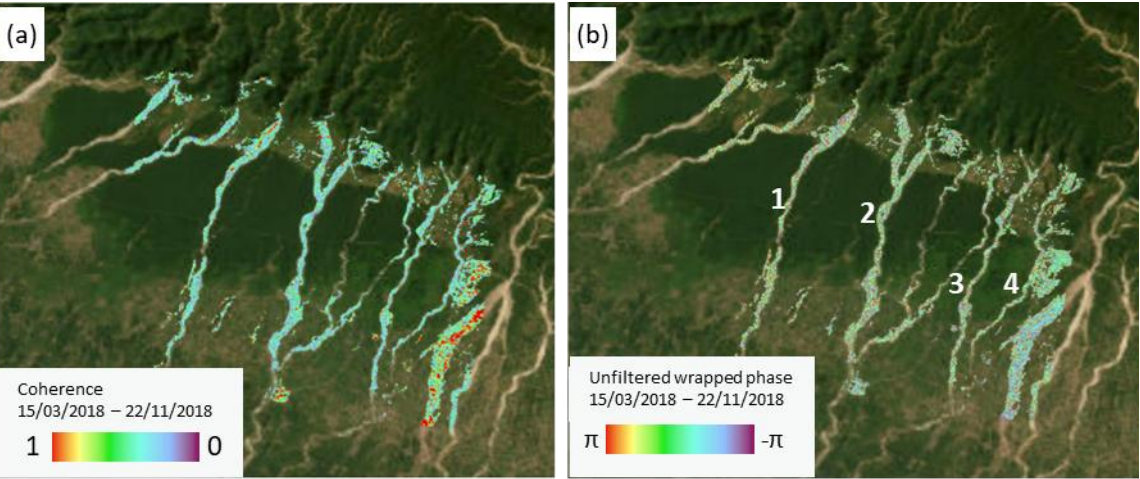 (a)
Coherence
15/03/2018 – 22/11/2018
1 0
(b)
1
2
3 4
Unfiltered wrapped phase
15/03/2018 – 22/11/2018
π -π